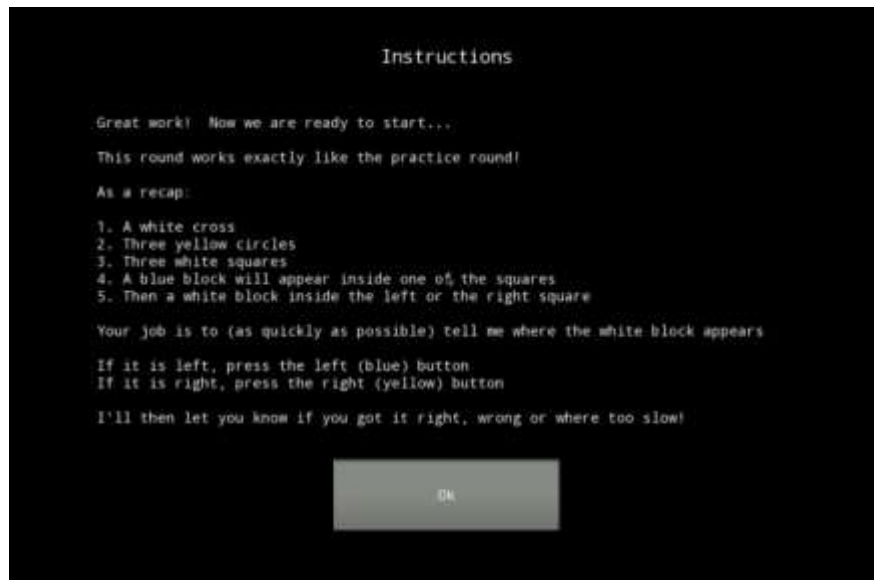 Instructions
Great work!  Now we are ready to start...
This round works exactly like the practice round!
As a recap:
1. A white cross
2. Three yellow circles
3. Three white squares
4. A blue block will appear inside one of the squares
5. Then a white block inside the left or the right square
Your job is to (as quickly as possible) tell me where the white block appears
If it is left, press the left (blue) button
If it is right, press the right (yellow) button
I'll then let you know if you got it right, wrong or where too slow!
Ok